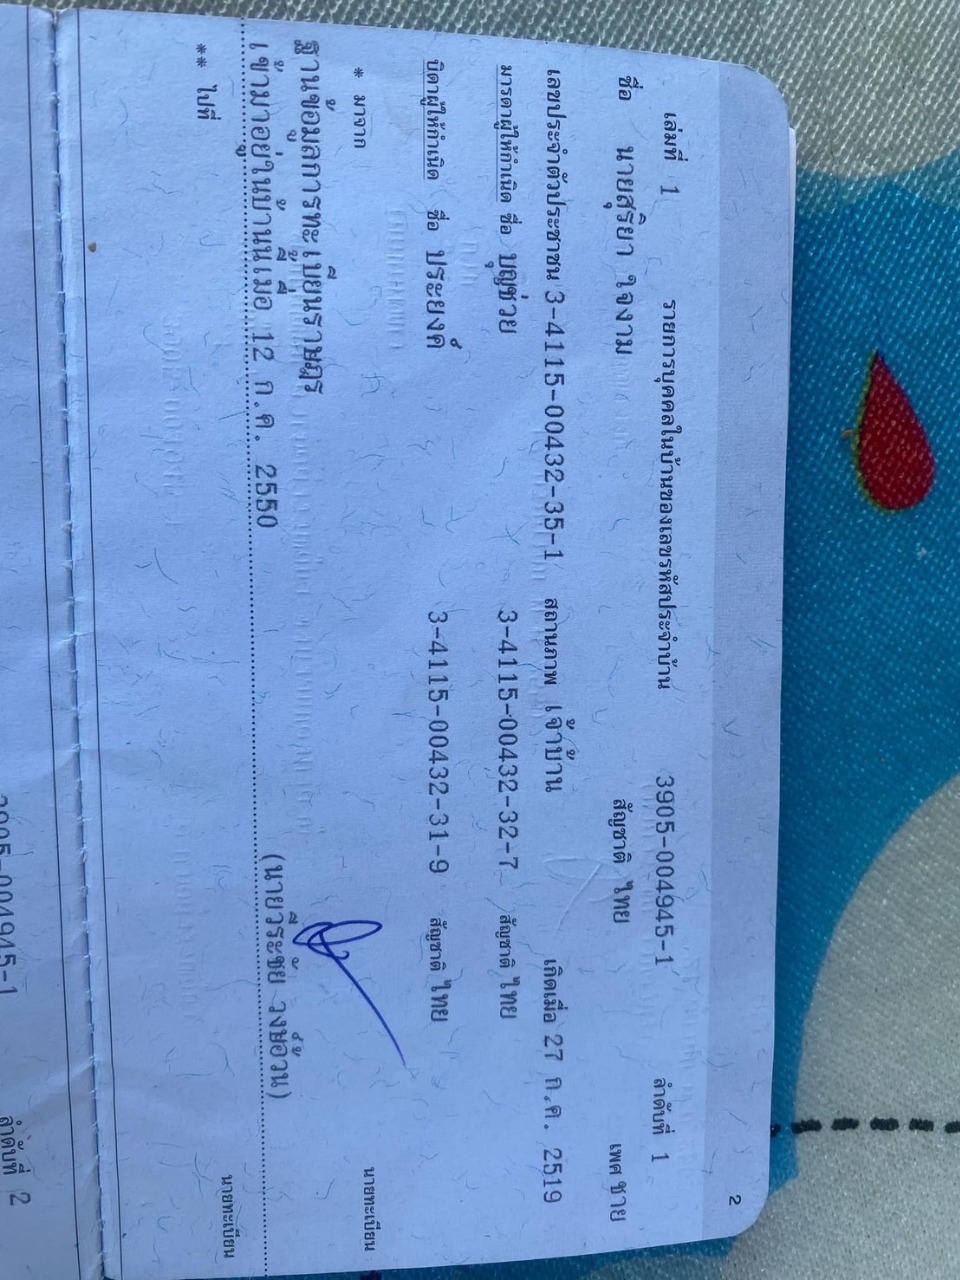 2
เล่มที่ 1 รายการบุคคลในบ้านของเลขรหัสประจำบ้าน 3905-004945-1 ลำดับที่ 1
ชื่อ นายสุริยา ใจงาม สัญชาติ ไทย เพศ ชาย
เลขประจำตัวประชาชน 3-4115-00432-35-1 สถานภาพ เจ้าบ้าน เกิดเมื่อ 27 ก.ค. 2519
มารดาผู้ให้กำเนิด ชื่อ บุญช่วย 3-4115-00432-32-7 สัญชาติ ไทย
บิดาผู้ให้กำเนิด ชื่อ ประยงค์ 3-4115-00432-31-9 สัญชาติ ไทย
* มาจาก นายทะเบียน
ฐานข้อมูลการทะเบียนราษฎร
เข้ามาอยู่ในบ้านนี้เมื่อ 12 ก.ค. 2550 (นายวีระชัย วงษ์อ้วน)
** ไปที่ นายทะเบียน
3905-004945-1 ลำดับที่ 2